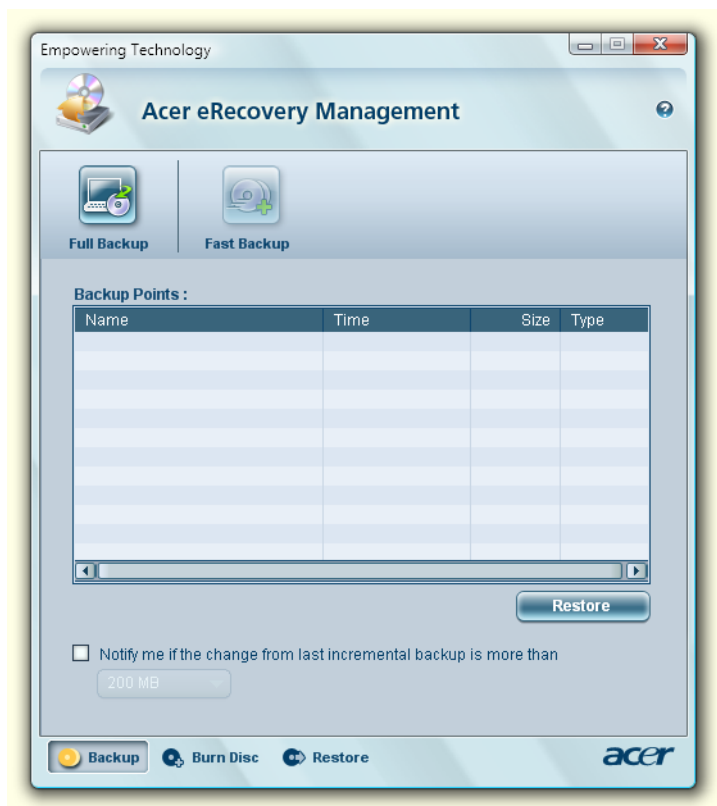 Empowering Technology
Acer eRecovery Management
Full Backup
Fast Backup
Backup Points :
Name Time Size Type
Restore
Notify me if the change from last incremental backup is more than
200 MB
Backup Burn Disc Restore acer